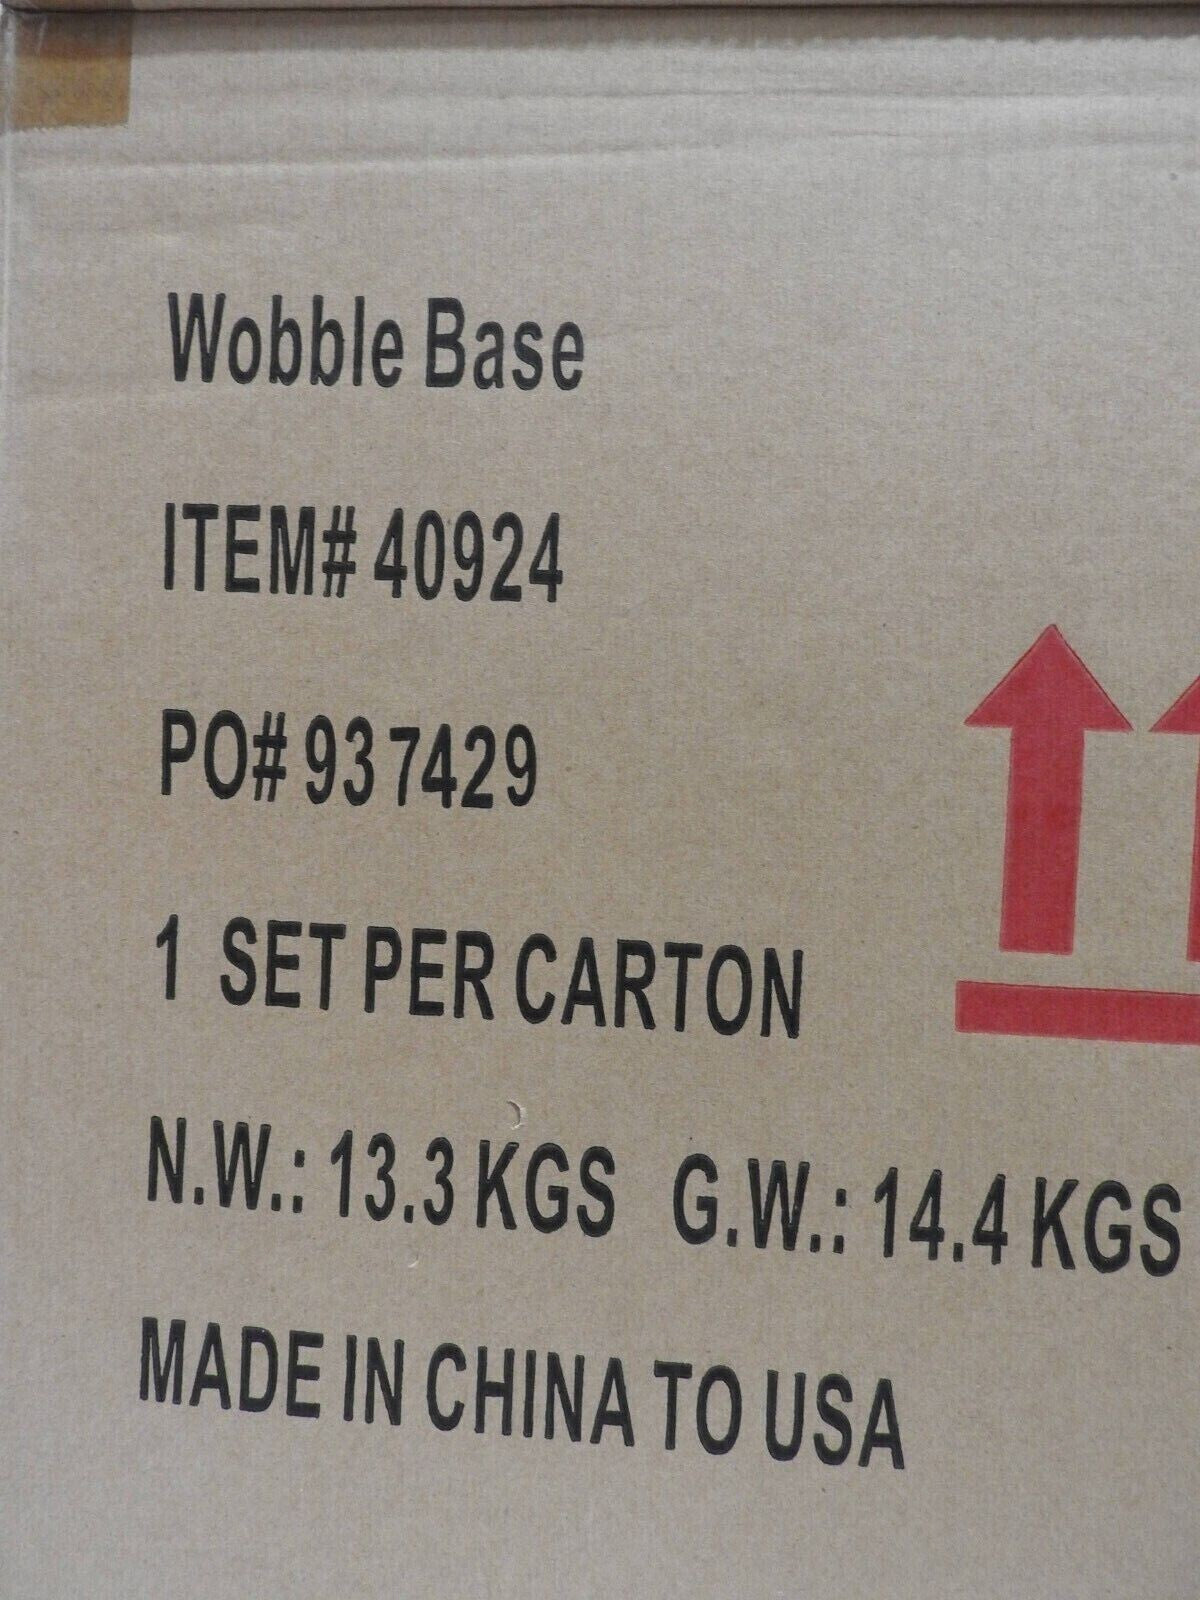 Wobble Base
ITEM# 40924
PO# 937429
1 SET PER CARTON
N.W.: 13.3 KGS G.W.: 14.4 KGS
MADE IN CHINA TO USA